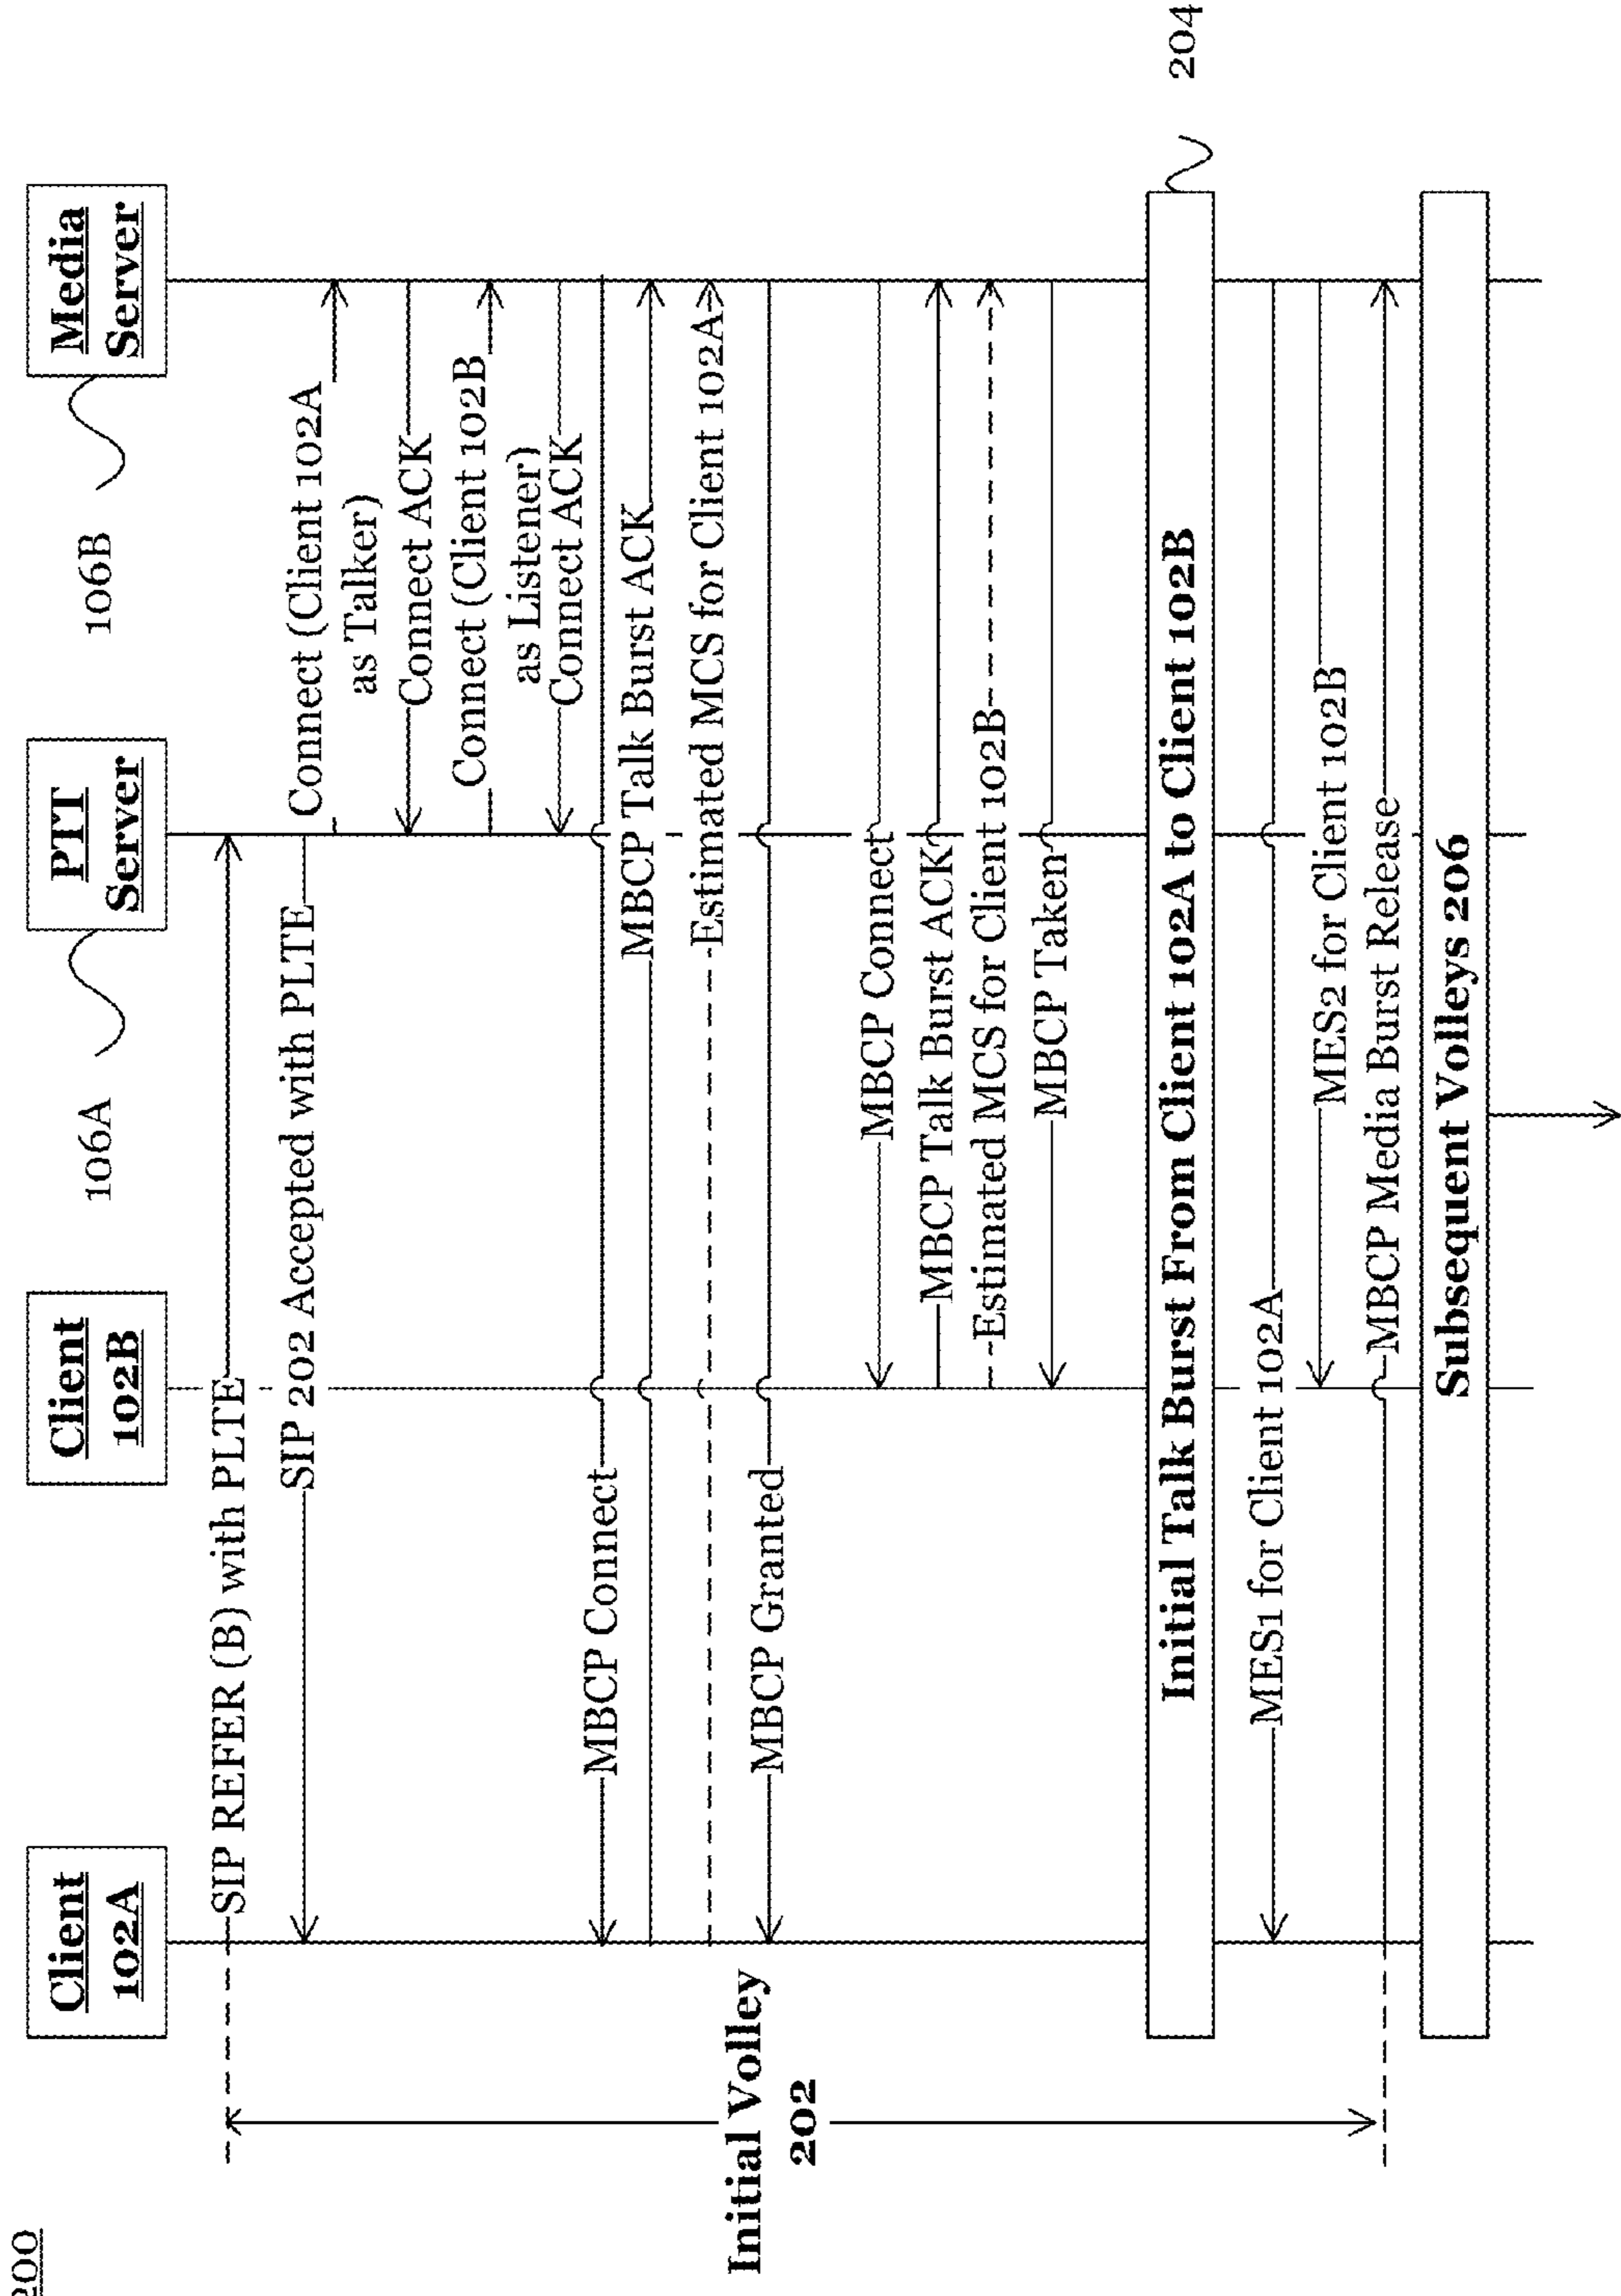 200
Client
102A
Client
102B
PTT
Server
Media
Server
106A
106B
SIP REFER (B) with PLTE
SIP 202 Accepted with PLTE
Connect (Client 102A
as Talker)
Connect ACK
Connect (Client 102B
as Listener)
Connect ACK
MBCP Connect
MBCP Talk Burst ACK
Estimated MCS for Client 102A
MBCP Granted
Initial Volley
202
MBCP Connect
MBCP Talk Burst ACK
Estimated MCS for Client 102B
MBCP Taken
Initial Talk Burst From Client 102A to Client 102B
204
MES1 for Client 102A
MES2 for Client 102B
MBCP Media Burst Release
Subsequent Volleys 206